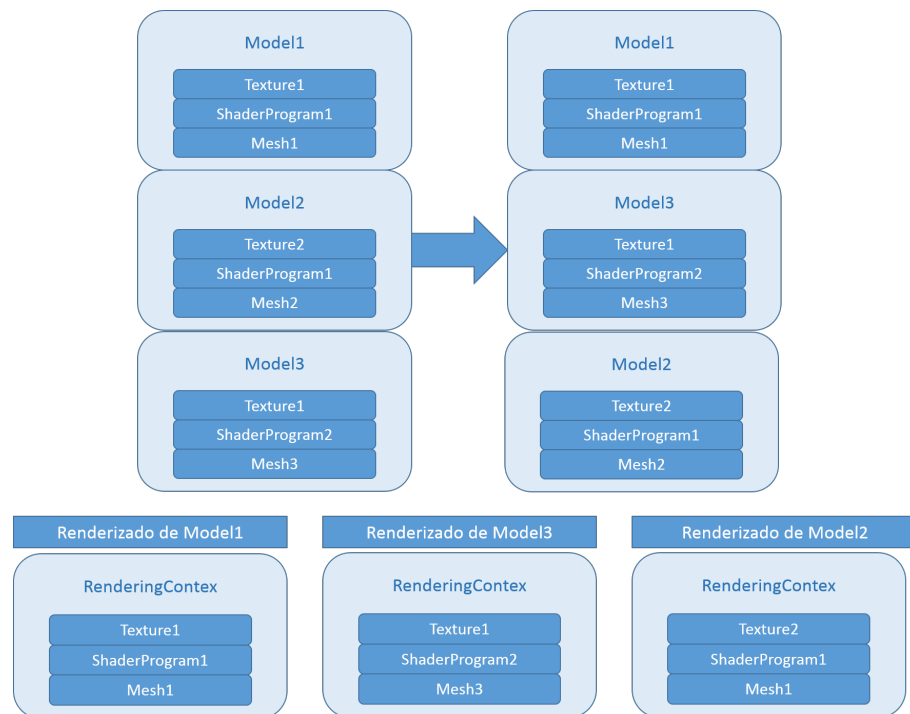 Model1
Texture1
ShaderProgram1
Mesh1
Model2
Texture2
ShaderProgram1
Mesh2
Model3
Texture1
ShaderProgram2
Mesh3
Model1
Texture1
ShaderProgram1
Mesh1
Model3
Texture1
ShaderProgram2
Mesh3
Model2
Texture2
ShaderProgram1
Mesh2
Renderizado de Model1
RenderingContex
Texture1
ShaderProgram1
Mesh1
Renderizado de Model3
RenderingContex
Texture1
ShaderProgram2
Mesh3
Renderizado de Model2
RenderingContex
Texture2
ShaderProgram1
Mesh1